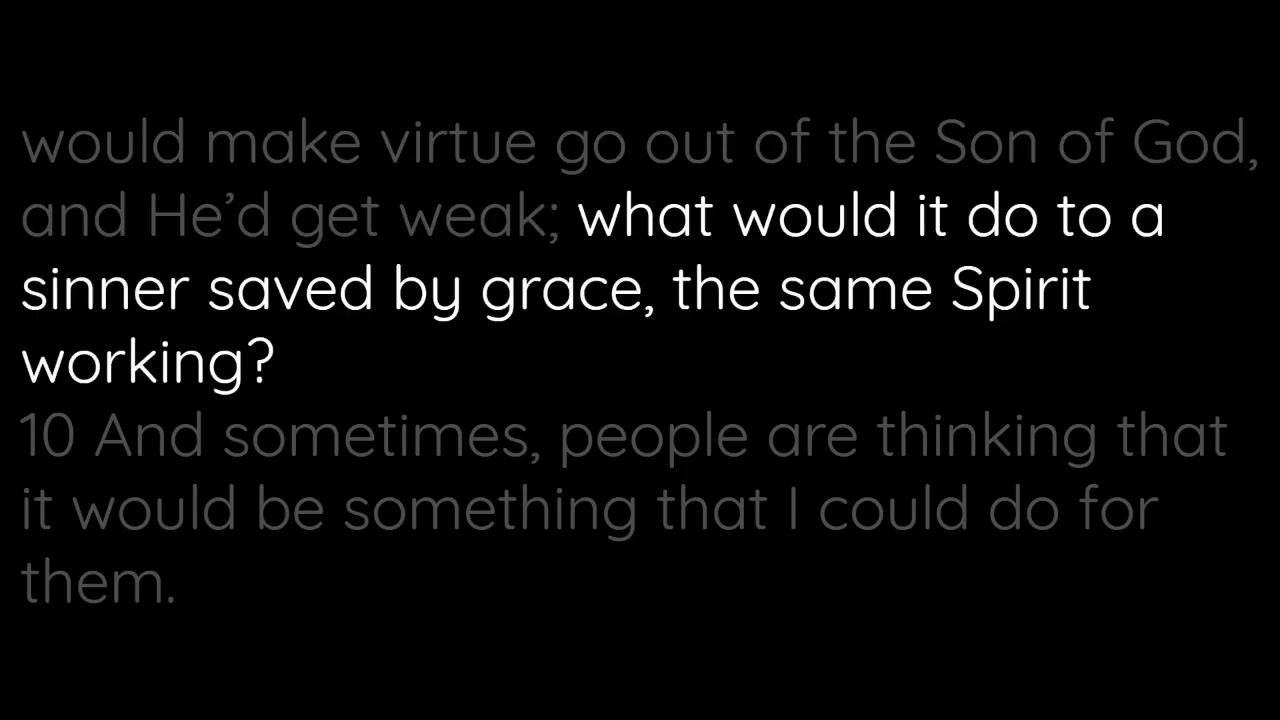 would make virtue go out of the Son of God,
and He’d get weak; what would it do to a
sinner saved by grace, the same Spirit
working?
10 And sometimes, people are thinking that
it would be something that I could do for
them.